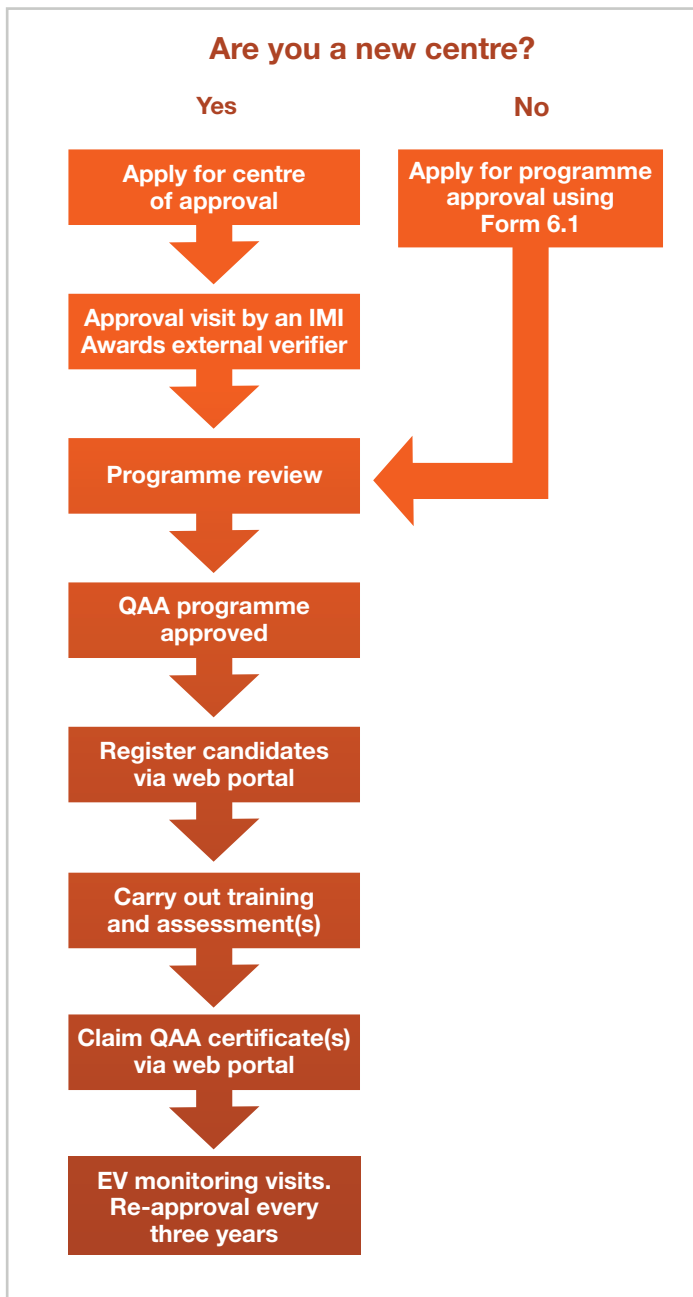 Are you a new centre?
Yes
No
Apply for centre
of approval
Apply for programme
approval using
Form 6.1
Approval visit by an IMI
Awards external verifier
Programme review
QAA programme
approved
Register candidates
via web portal
Carry out training
and assessment(s)
Claim QAA certificate(s)
via web portal
EV monitoring visits.
Re-approval every
three years